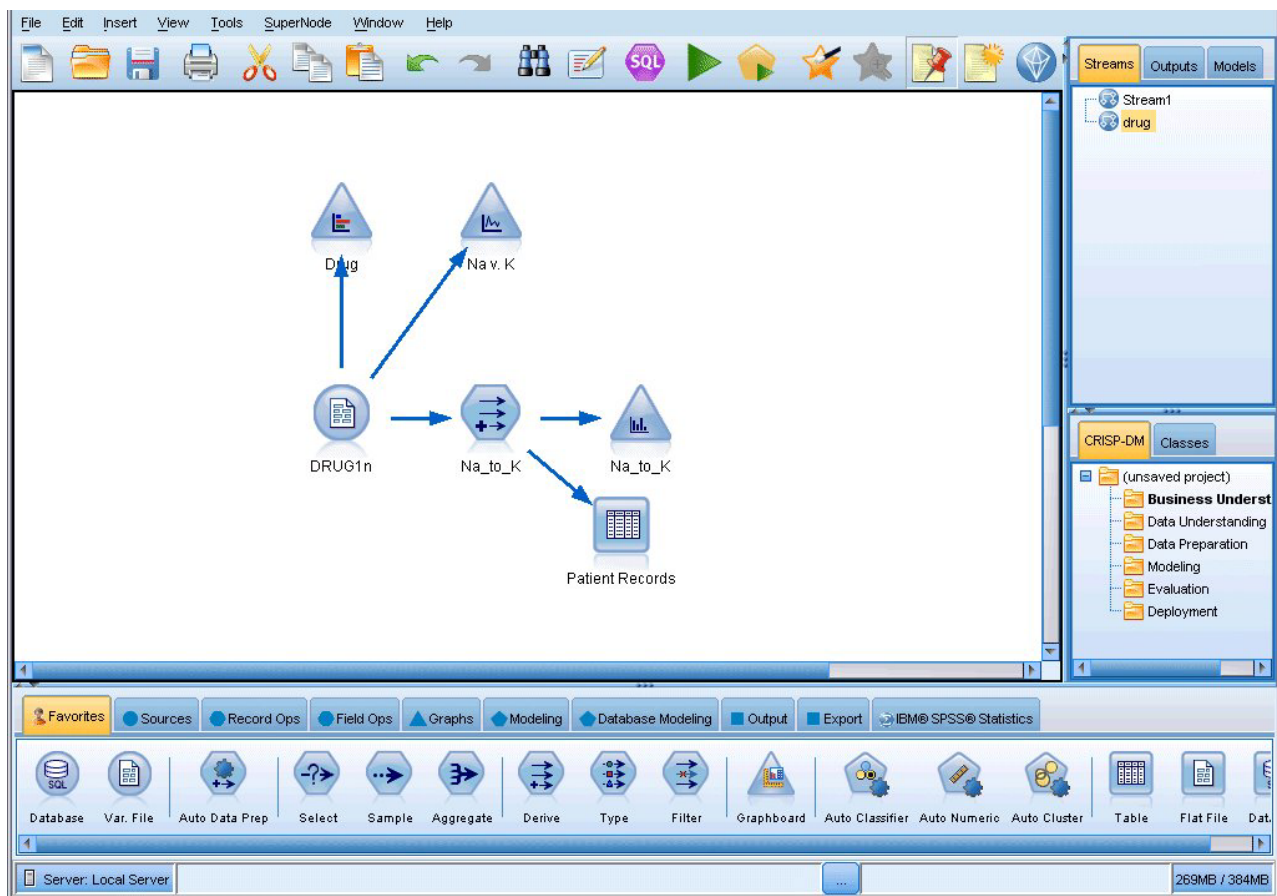 File Edit Insert View Tools SuperNode Window Help
SQL
Streams Outputs Models
Stream1
drug
Drug
Na v. K
DRUG1n
Na_to_K
Na_to_K
Patient Records
CRISP-DM Classes
(unsaved project)
Business Underst
Data Understanding
Data Preparation
Modeling
Evaluation
Deployment
Favorites Sources Record Ops Field Ops Graphs Modeling Database Modeling Output Export IBM® SPSS® Statistics
SQL
Database Var. File Auto Data Prep Select Sample Aggregate Derive Type Filter Graphboard Auto Classifier Auto Numeric Auto Cluster Table Flat File Dat
Server: Local Server ... 269MB / 384MB